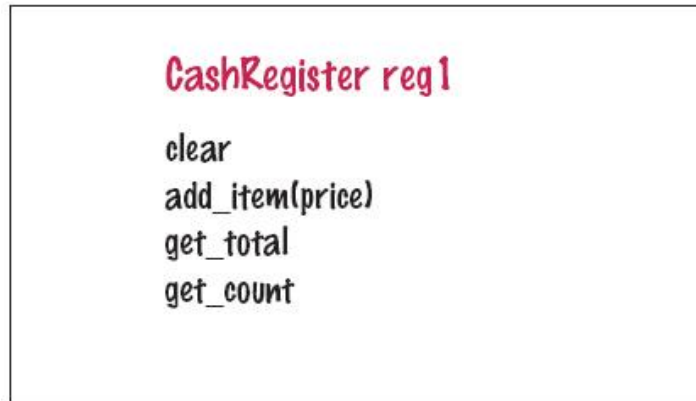 CashRegister reg1
clear
add_item(price)
get_total
get_count